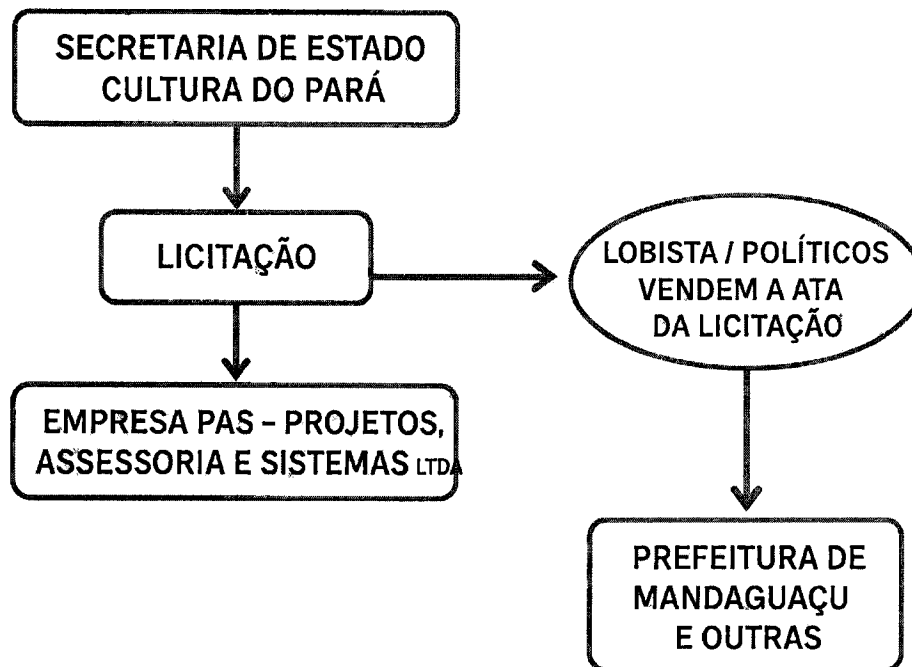 SECRETARIA DE ESTADO
CULTURA DO PARÁ
LICITAÇÃO
LOBISTA / POLÍTICOS
VENDEM A ATA
DA LICITAÇÃO
EMPRESA PAS – PROJETOS,
ASSESSORIA E SISTEMAS LTDA
PREFEITURA DE
MANDAGUAÇU
E OUTRAS